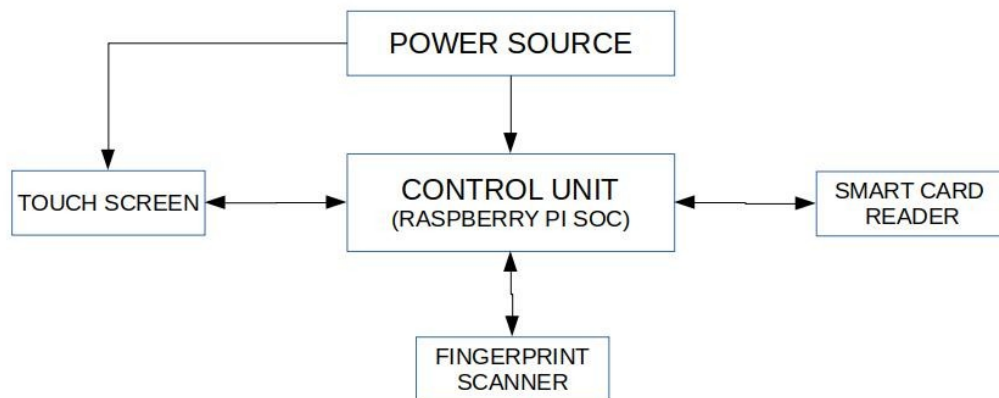 POWER SOURCE
TOUCH SCREEN
CONTROL UNIT
(RASPBERRY PI SOC)
SMART CARD
READER
FINGERPRINT
SCANNER